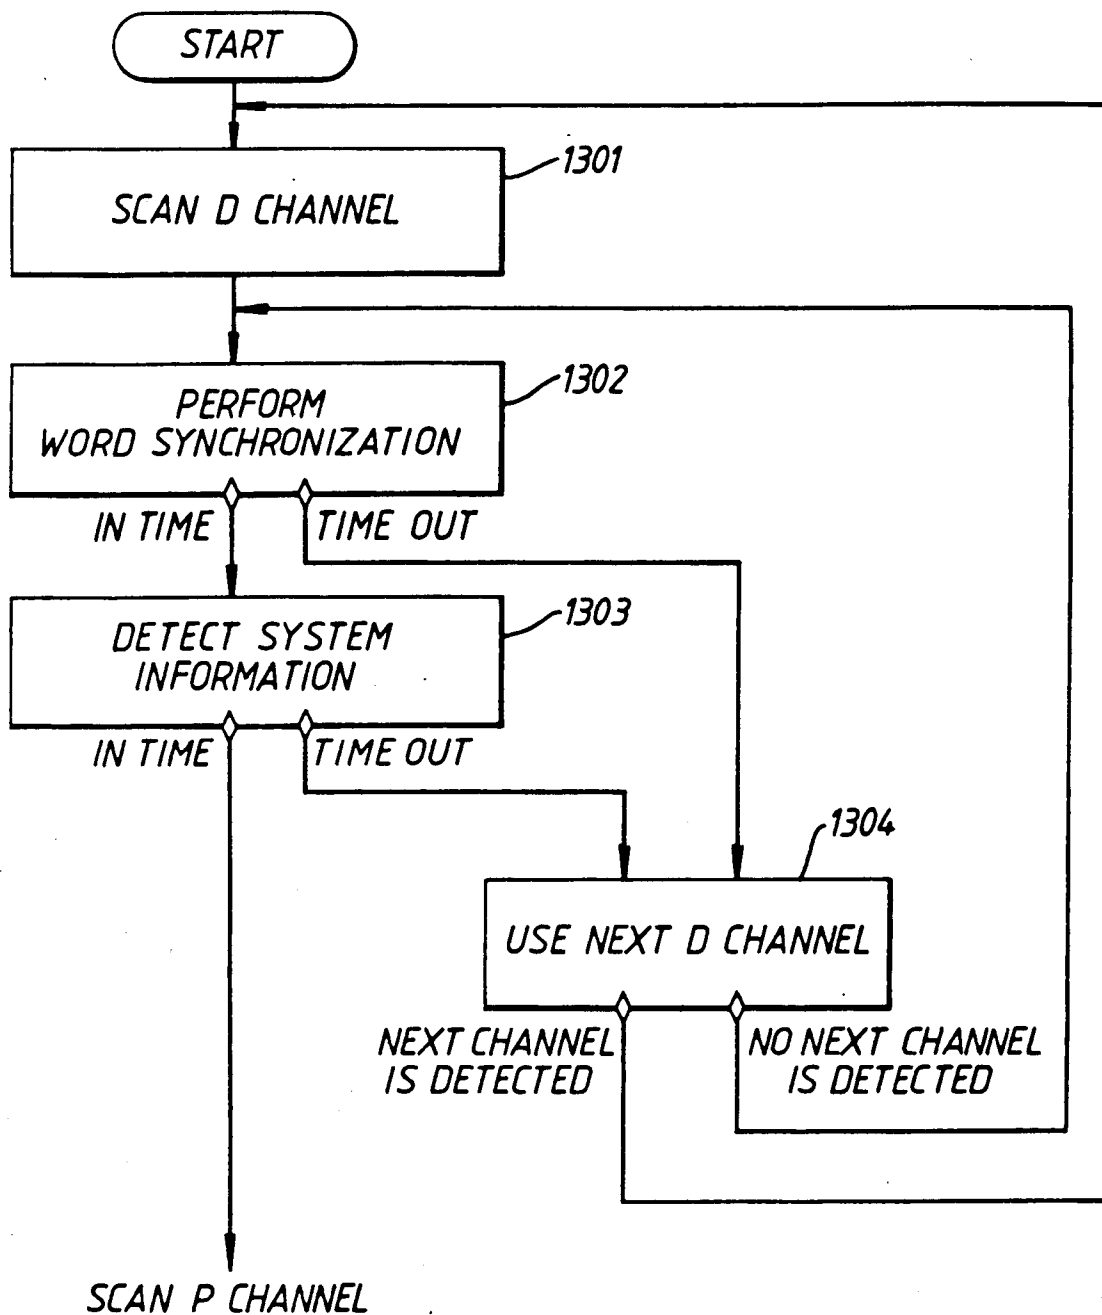 START
1301
SCAN D CHANNEL
1302
PERFORM
WORD SYNCHRONIZATION
IN TIME
TIME OUT
1303
DETECT SYSTEM
INFORMATION
IN TIME
TIME OUT
1304
USE NEXT D CHANNEL
NEXT CHANNEL
IS DETECTED
NO NEXT CHANNEL
IS DETECTED
SCAN P CHANNEL